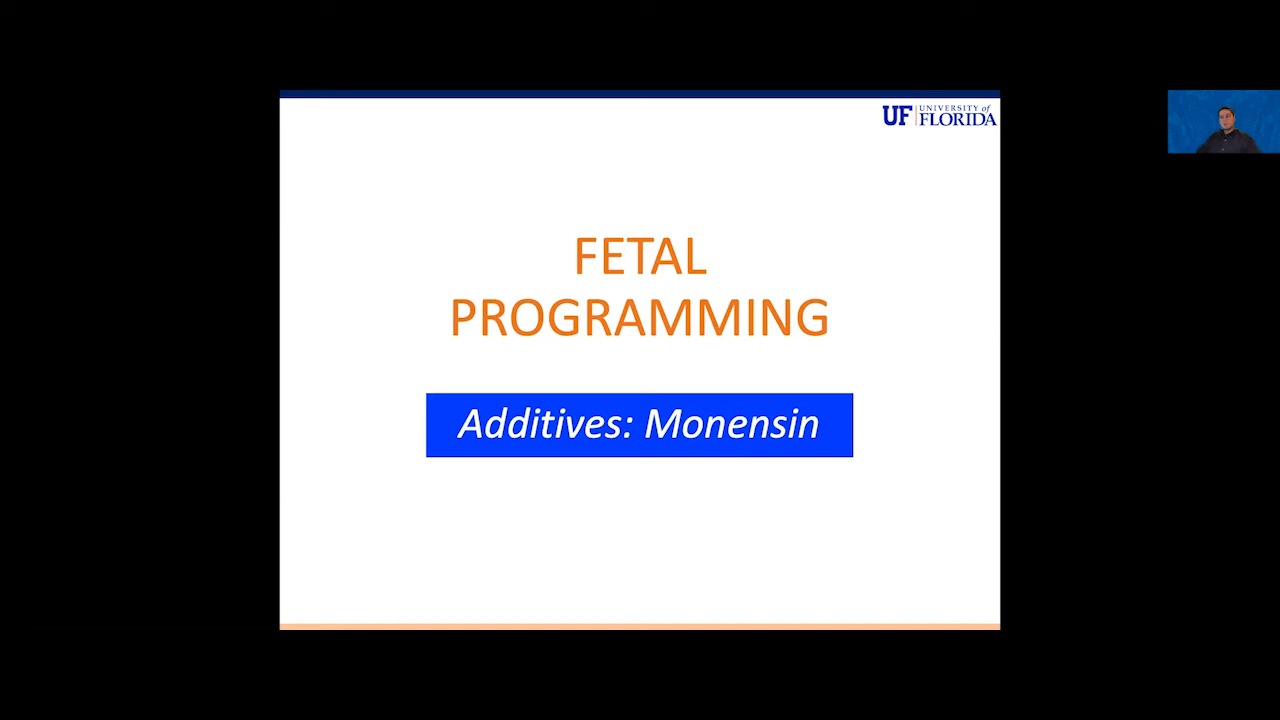 UF UNIVERSITY of
FLORIDA
FETAL
PROGRAMMING
Additives: Monensin